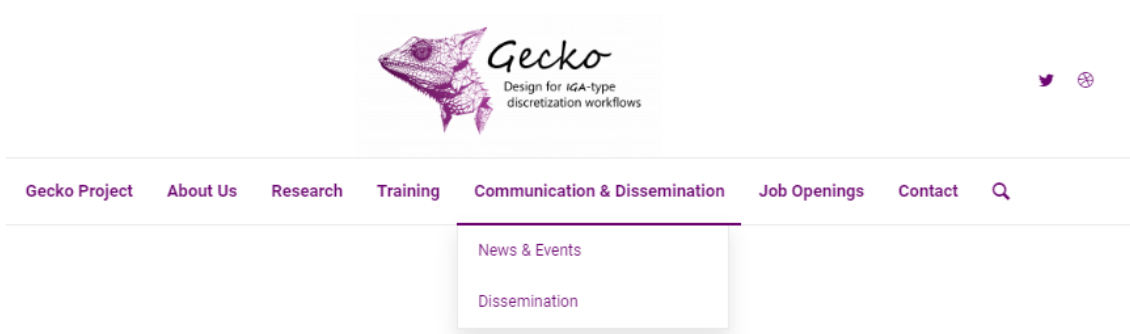 Gecko
Design for IGA-type
discretization workflows
Gecko Project About Us Research Training Communication & Dissemination Job Openings Contact
News & Events
Dissemination